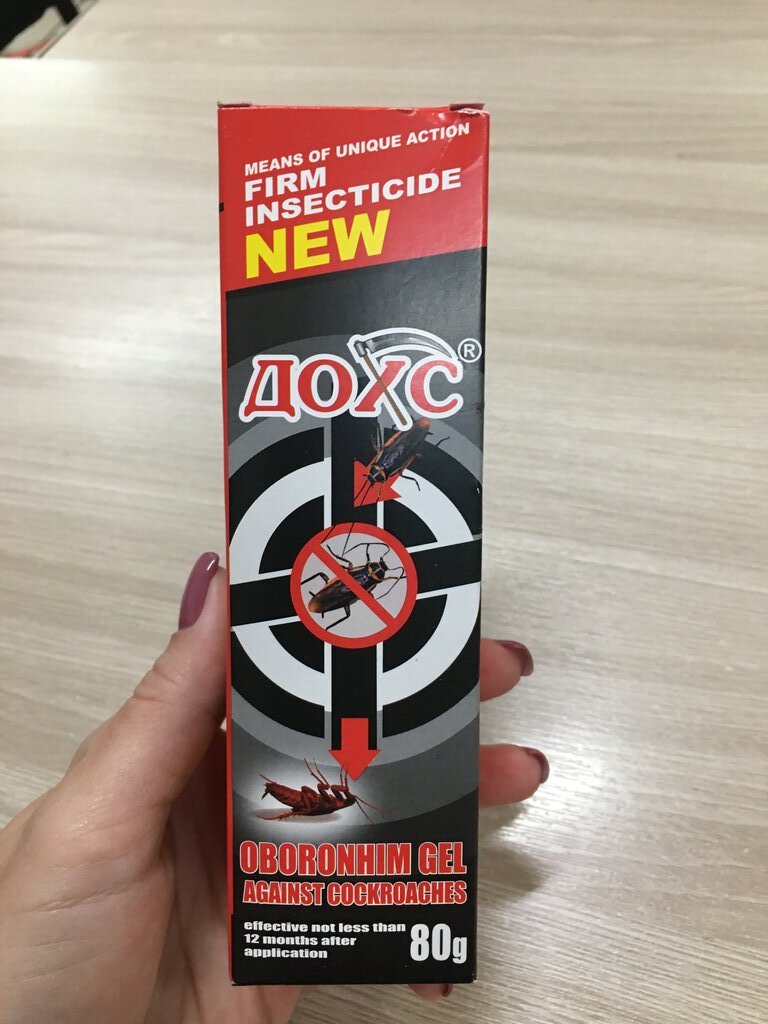 MEANS OF UNIQUE ACTION
FIRM
INSECTICIDE
NEW
ДОХС®
OBORONHIM GEL
AGAINST COCKROACHES
effective not less than
12 months after
application
80g